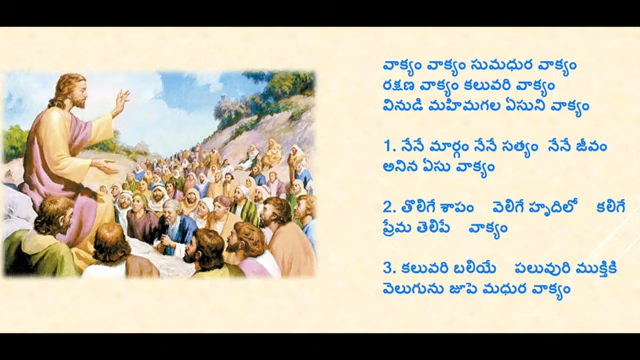 వాక్యం వాక్యం సుమధుర వాక్యం
రక్షణ వాక్యం కలువరి వాక్యం
వినుడి మహిమగల ఏసుని వాక్యం
1. నేనే మార్గం నేనే సత్యం నేనే జీవం
అనిన ఏసు వాక్యం
2. తొలిగే శాపం వెలిగే హృదిలో కలిగే
ప్రేమ తెలిపే వాక్యం
3. కలువరి బలియే పలువురి ముక్తికి
వెలుగును జూపె మధుర వాక్యం